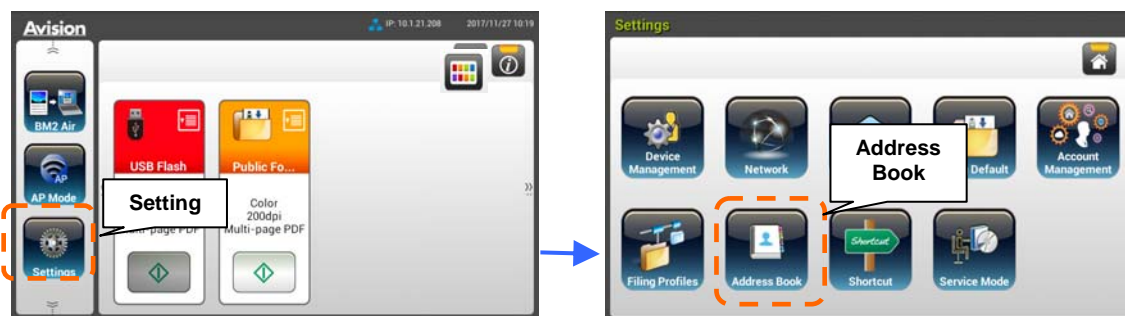 Avision
IP: 10.1.21.208 2017/11/27 10:19
BM2 Air
AP
AP Mode
Settings
USB Flash
Public Fo...
Setting
Color
200dpi
Multi-page PDF
Settings
Device
Management
Network
Default
Account
Management
Address
Book
Filing Profiles
Address Book
Shortcut
Shortcut
Service Mode